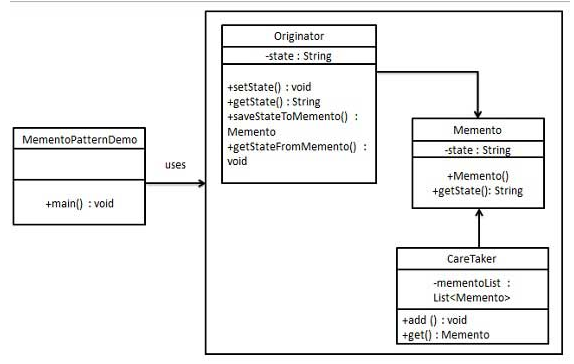 Originator
-state : String
+setState() : void
+getState() : String
+saveStateToMemento() :
Memento
+getStateFromMemento() :
void
MementoPatternDemo
+main() : void
uses
Memento
-state : String
+Memento()
+getState(): String
CareTaker
-mementoList :
List<Memento>
+add () : void
+get() : Memento